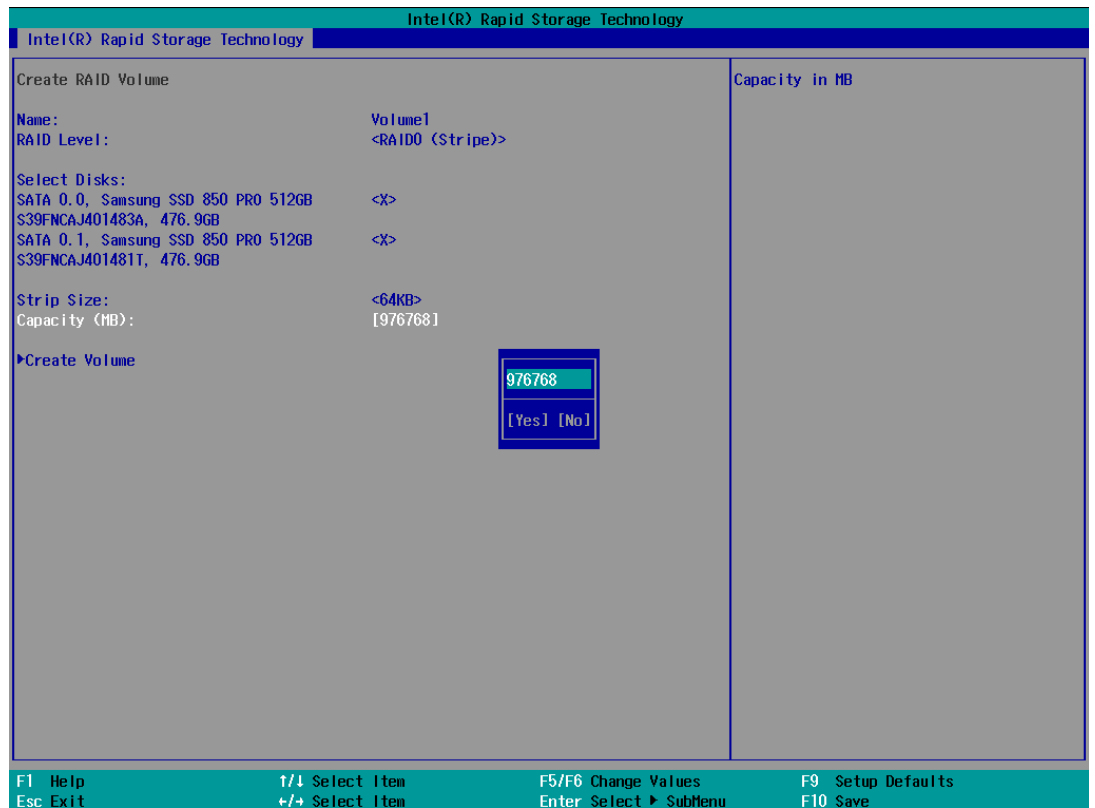 Intel(R) Rapid Storage Technology
Intel(R) Rapid Storage Technology
Create RAID Volume
Capacity in MB
Name: Volume1
RAID Level: <RAID0 (Stripe)>
Select Disks:
SATA 0.0, Samsung SSD 850 PRO 512GB <X>
S39FNCAJ401483A, 476.9GB
SATA 0.1, Samsung SSD 850 PRO 512GB <X>
S39FNCAJ401481T, 476.9GB
Strip Size: <64KB>
Capacity (MB): [976768]
▶Create Volume
976768
[Yes] [No]
F1 Help ↑/↓ Select Item F5/F6 Change Values F9 Setup Defaults
Esc Exit ←/→ Select Item Enter Select ▶ SubMenu F10 Save